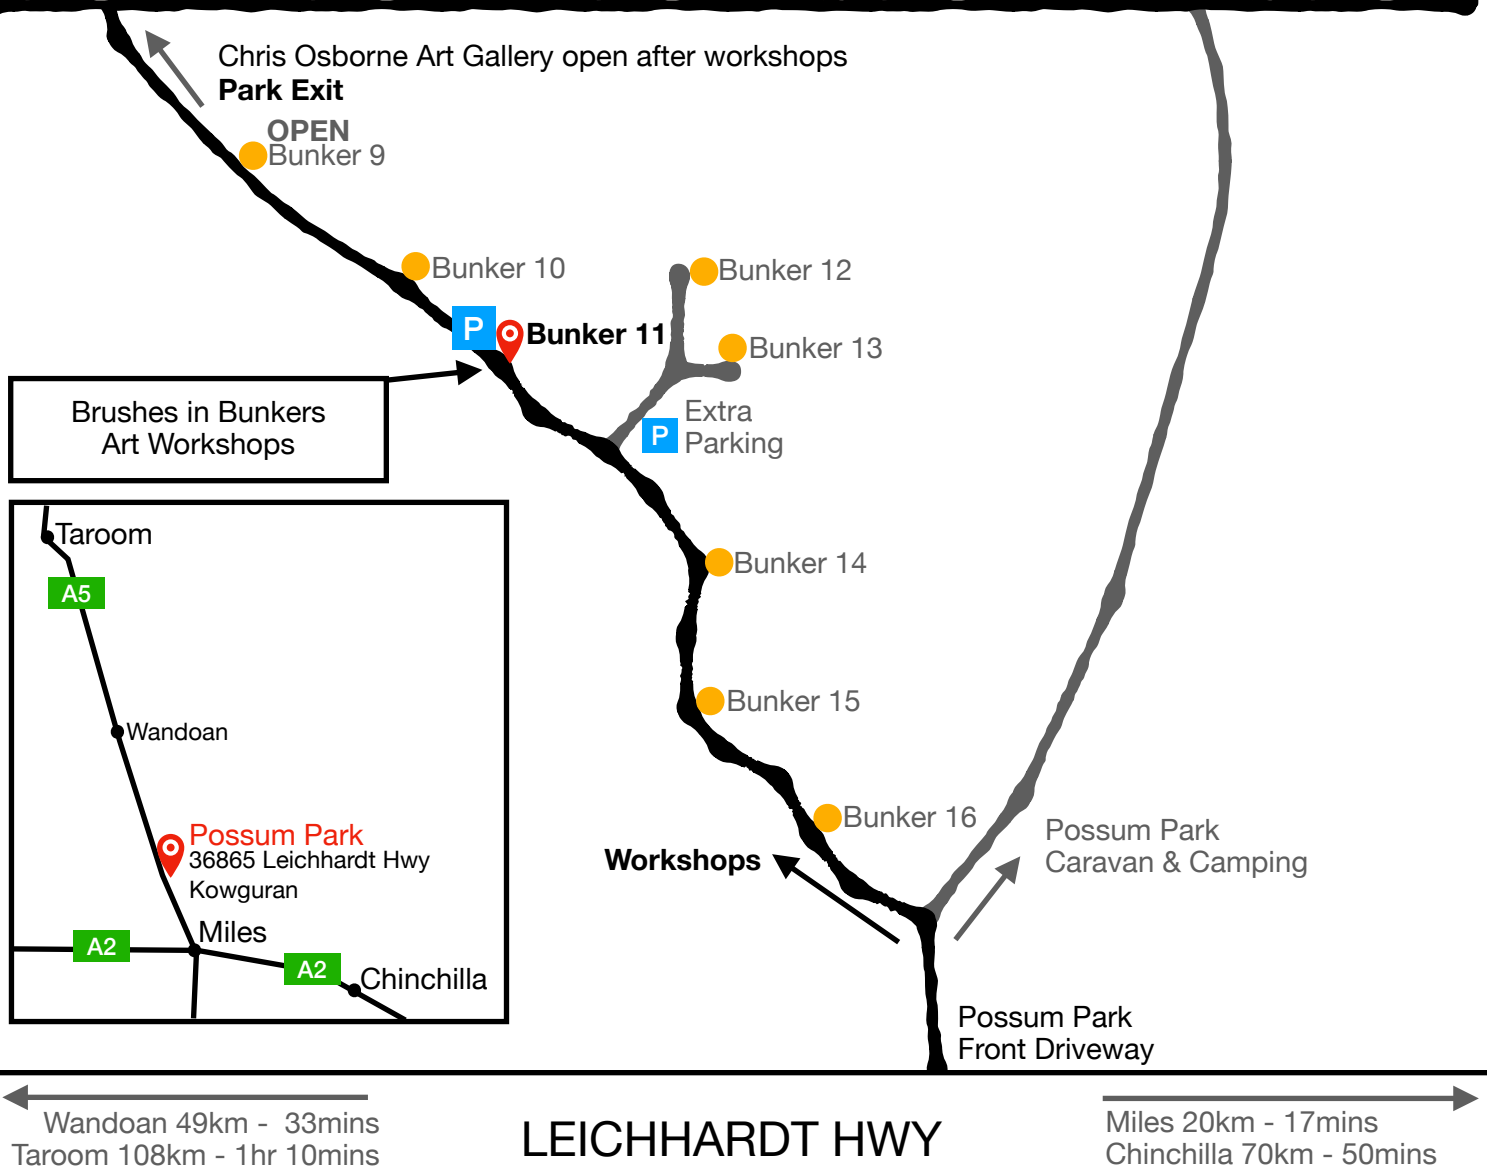 Chris Osborne Art Gallery open after workshops
Park Exit
OPEN
Bunker 9
Bunker 10
Bunker 12
P
Bunker 11
Bunker 13
Brushes in Bunkers
Art Workshops
P
Extra
Parking
Bunker 14
Bunker 15
Bunker 16
Workshops
Possum Park
Caravan & Camping
Possum Park
Front Driveway
Taroom
A5
Wandoan
Possum Park
36865 Leichhardt Hwy
Kowguran
Miles
A2
A2
Chinchilla
Wandoan 49km - 33mins
Taroom 108km - 1hr 10mins
LEICHHARDT HWY
Miles 20km - 17mins
Chinchilla 70km - 50mins